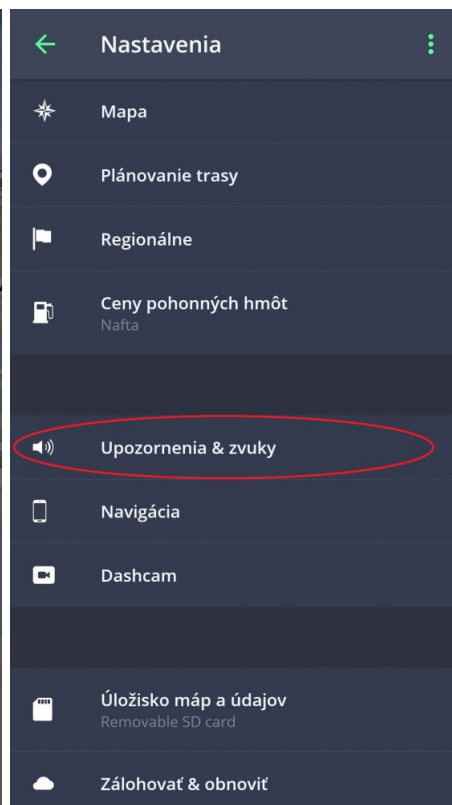 Nastavenia
Mapa
Plánovanie trasy
Regionálne
Ceny pohonných hmôt
Nafta
Upozornenia & zvuky
Navigácia
Dashcam
Úložisko máp a údajov
Removable SD card
Zálohovať & obnoviť